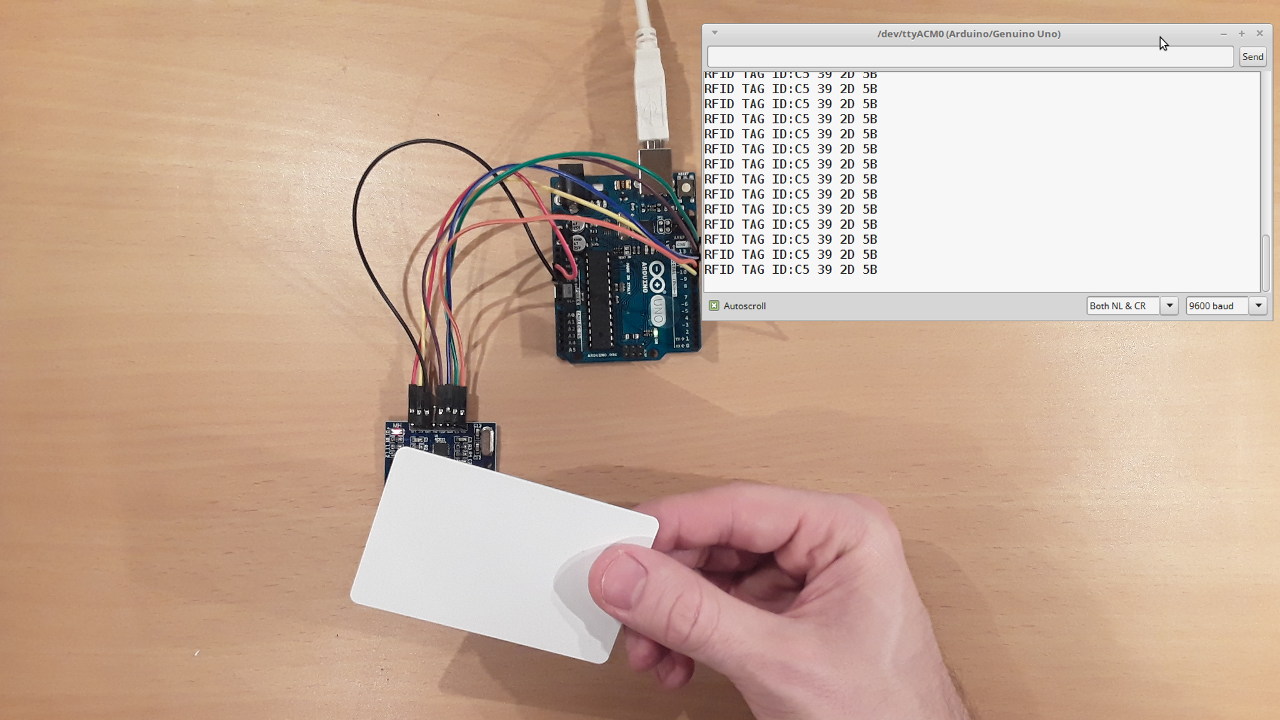 /dev/ttyACM0 (Arduino/Genuino Uno)
Send
RFID TAG ID:C5 39 2D 5B
RFID TAG ID:C5 39 2D 5B
RFID TAG ID:C5 39 2D 5B
RFID TAG ID:C5 39 2D 5B
RFID TAG ID:C5 39 2D 5B
RFID TAG ID:C5 39 2D 5B
RFID TAG ID:C5 39 2D 5B
RFID TAG ID:C5 39 2D 5B
RFID TAG ID:C5 39 2D 5B
RFID TAG ID:C5 39 2D 5B
RFID TAG ID:C5 39 2D 5B
RFID TAG ID:C5 39 2D 5B
RFID TAG ID:C5 39 2D 5B
RFID TAG ID:C5 39 2D 5B
Autoscroll
Both NL & CR
9600 baud
ARDUINO
UNO